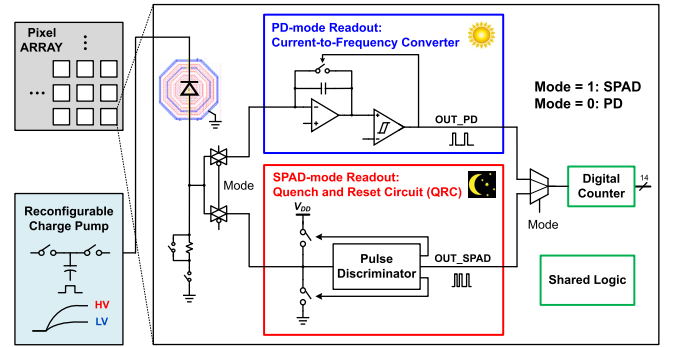 Pixel
ARRAY
PD-mode Readout:
Current-to-Frequency Converter
OUT_PD
Mode = 1: SPAD
Mode = 0: PD
Mode
SPAD-mode Readout:
Quench and Reset Circuit (QRC)
VDD
Pulse
Discriminator
OUT_SPAD
Mode
Digital
Counter
14
Shared Logic
Reconfigurable
Charge Pump
HV
LV